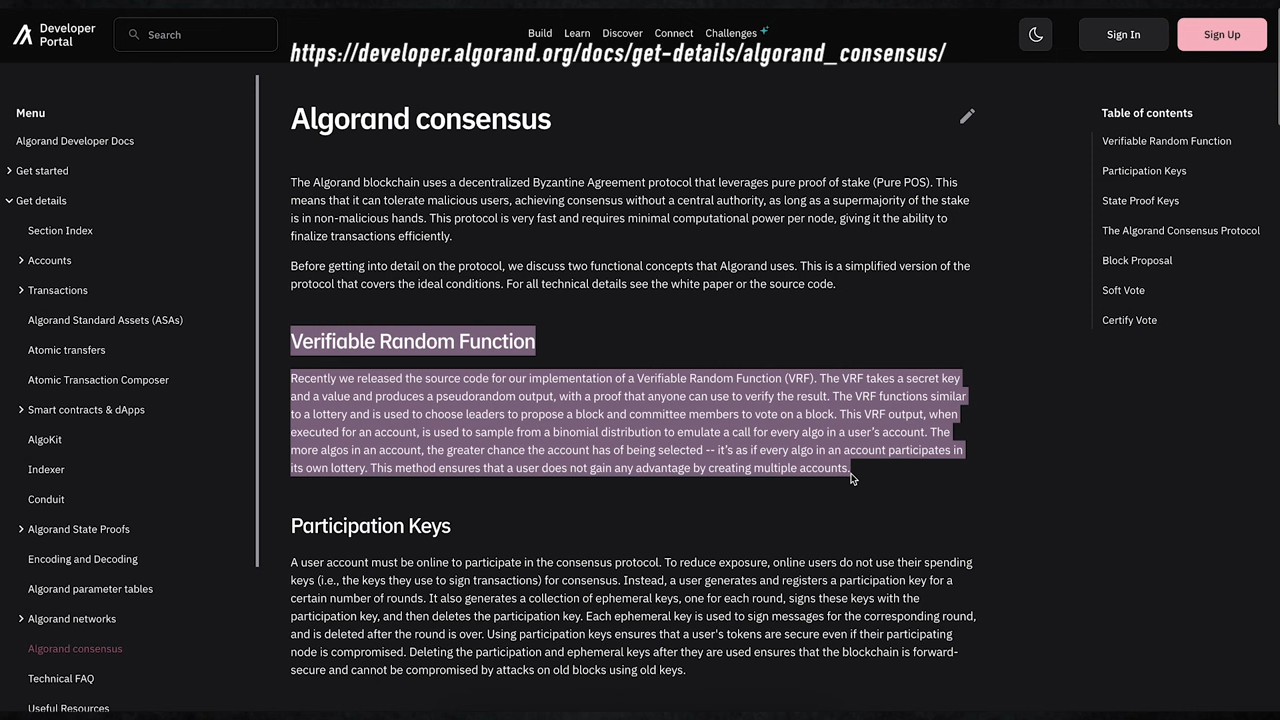 Developer
Portal
Search
Build
Learn
Discover
Connect
Challenges
Sign In
Sign Up
https://developer.algorand.org/docs/get-details/algorand_consensus/
Menu
Algorand Developer Docs
Get started
Get details
Section Index
Accounts
Transactions
Algorand Standard Assets (ASAs)
Atomic transfers
Atomic Transaction Composer
Smart contracts & dApps
AlgoKit
Indexer
Conduit
Algorand State Proofs
Encoding and Decoding
Algorand parameter tables
Algorand networks
Algorand consensus
Technical FAQ
Useful Resources
Algorand consensus
The Algorand blockchain uses a decentralized Byzantine Agreement protocol that leverages pure proof of stake (Pure POS). This
means that it can tolerate malicious users, achieving consensus without a central authority, as long as a supermajority of the stake
is in non-malicious hands. This protocol is very fast and requires minimal computational power per node, giving it the ability to
finalize transactions efficiently.
Before getting into detail on the protocol, we discuss two functional concepts that Algorand uses. This is a simplified version of the
protocol that covers the ideal conditions. For all technical details see the white paper or the source code.
Verifiable Random Function
Recently we released the source code for our implementation of a Verifiable Random Function (VRF). The VRF takes a secret key
and a value and produces a pseudorandom output, with a proof that anyone can use to verify the result. The VRF functions similar
to a lottery and is used to choose leaders to propose a block and committee members to vote on a block. This VRF output, when
executed for an account, is used to sample from a binomial distribution to emulate a call for every algo in a user's account. The
more algos in an account, the greater chance the account has of being selected -- it's as if every algo in an account participates in
its own lottery. This method ensures that a user does not gain any advantage by creating multiple accounts.
Participation Keys
A user account must be online to participate in the consensus protocol. To reduce exposure, online users do not use their spending
keys (i.e., the keys they use to sign transactions) for consensus. Instead, a user generates and registers a participation key for a
certain number of rounds. It also generates a collection of ephemeral keys, one for each round, signs these keys with the
participation key, and then deletes the participation key. Each ephemeral key is used to sign messages for the corresponding round,
and is deleted after the round is over. Using participation keys ensures that a user's tokens are secure even if their participating
node is compromised. Deleting the participation and ephemeral keys after they are used ensures that the blockchain is forward-
secure and cannot be compromised by attacks on old blocks using old keys.
Table of contents
Verifiable Random Function
Participation Keys
State Proof Keys
The Algorand Consensus Protocol
Block Proposal
Soft Vote
Certify Vote